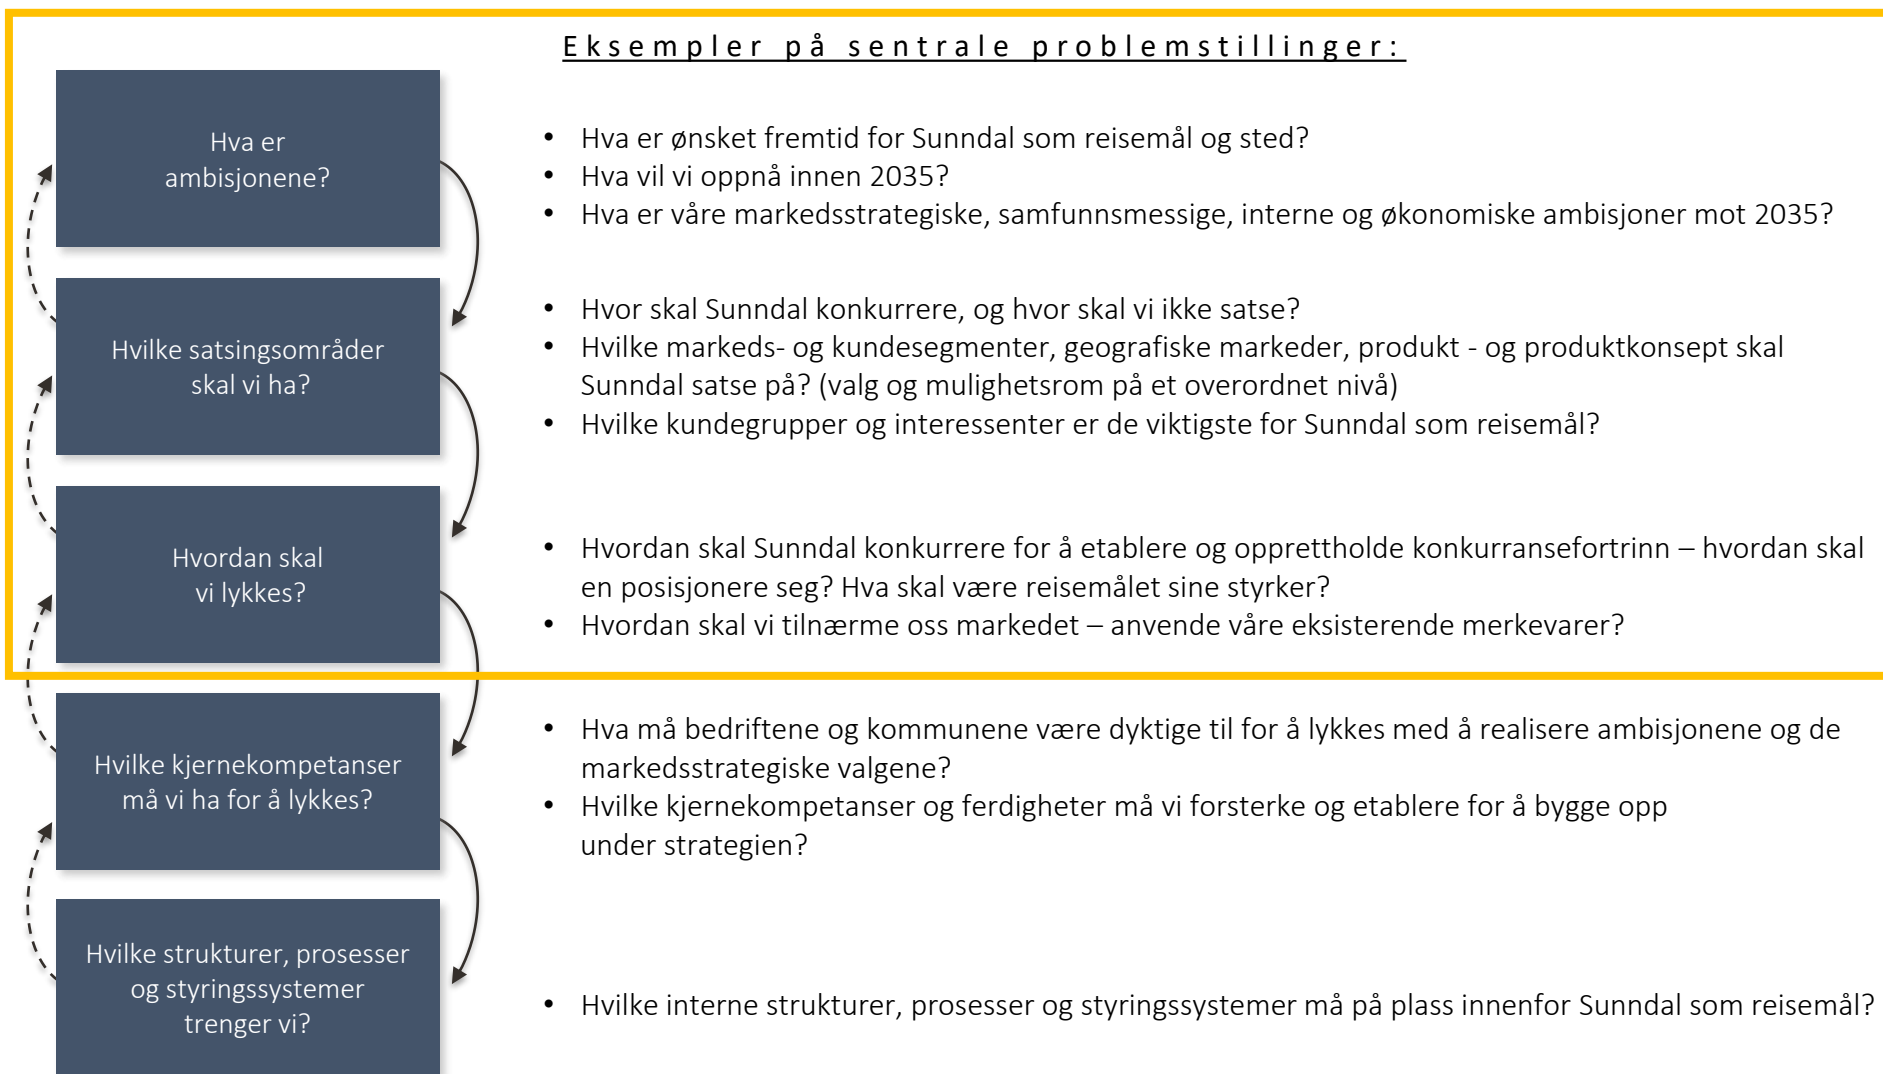 Eksempler på sentrale problemstillinger:
Hva er
ambisjonene?
• Hva er ønsket fremtid for Sunndal som reisemål og sted?
• Hva vil vi oppnå innen 2035?
• Hva er våre markedsstrategiske, samfunnsmessige, interne og økonomiske ambisjoner mot 2035?
Hvilke satsingsområder
skal vi ha?
• Hvor skal Sunndal konkurrere, og hvor skal vi ikke satse?
• Hvilke markeds- og kundesegmenter, geografiske markeder, produkt - og produktkonsept skal
Sunndal satse på? (valg og mulighetsrom på et overordnet nivå)
• Hvilke kundegrupper og interessenter er de viktigste for Sunndal som reisemål?
Hvordan skal
vi lykkes?
• Hvordan skal Sunndal konkurrere for å etablere og opprettholde konkurransefortrinn – hvordan skal
en posisjonere seg? Hva skal være reisemålet sine styrker?
• Hvordan skal vi tilnærme oss markedet – anvende våre eksisterende merkevarer?
Hvilke kjernekompetanser
må vi ha for å lykkes?
• Hva må bedriftene og kommunene være dyktige til for å lykkes med å realisere ambisjonene og de
markedsstrategiske valgene?
• Hvilke kjernekompetanser og ferdigheter må vi forsterke og etablere for å bygge opp
under strategien?
Hvilke strukturer, prosesser
og styringssystemer
trenger vi?
• Hvilke interne strukturer, prosesser og styringssystemer må på plass innenfor Sunndal som reisemål?